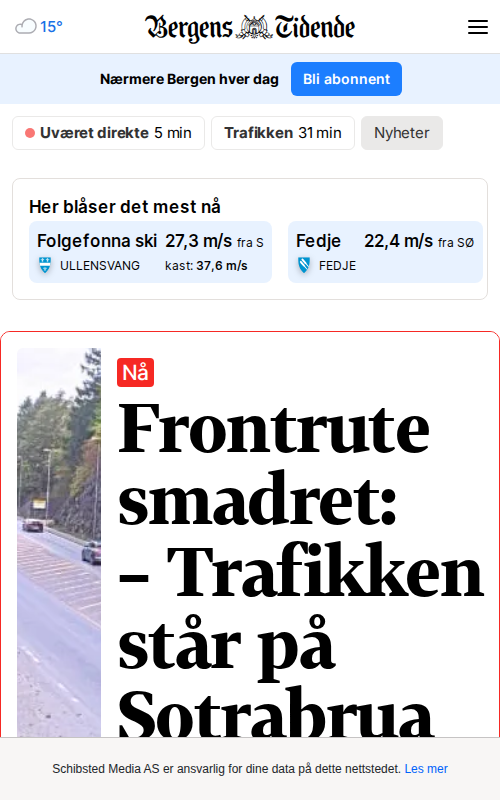 15°
Bergens Tidende
Nærmere Bergen hver dag
Bli abonnent
Uværet direkte 5 min
Trafikken 31 min
Nyheter
Her blåser det mest nå
Folgefonna ski 27,3 m/s fra S
ULLENSVANG kast: 37,6 m/s
Fedje 22,4 m/s fra SØ
FEDJE
Nå
Frontrute
smadret:
– Trafikken
står på
Sotrabrua
Schibsted Media AS er ansvarlig for dine data på dette nettstedet. Les mer